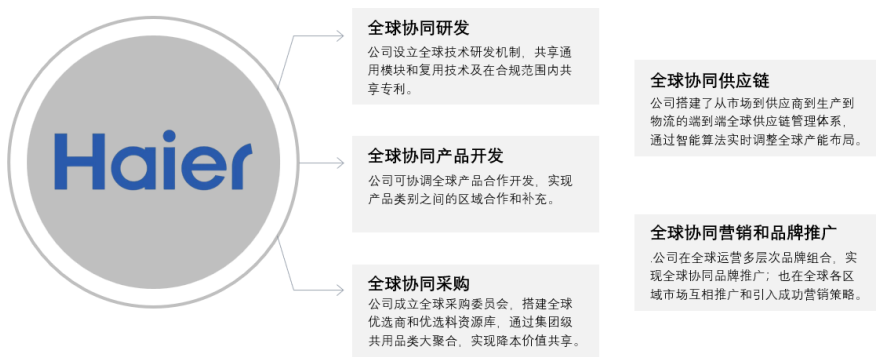 Haier
全球协同研发
公司设立全球技术研发机制，共享通
用模块和复用技术及在合规范围内共
享专利。
全球协同产品开发
公司可协调全球产品合作开发，实现
产品类别之间的区域合作和补充。
全球协同采购
公司成立全球采购委员会，搭建全球
优选商和优选料资源库，通过集团级
共用品类大聚合，实现降本价值共享。
全球协同供应链
公司搭建了从市场到供应商到生产到
物流的端到端全球供应链管理体系，
通过智能算法实时调整全球产能布局。
全球协同营销和品牌推广
.公司在全球运营多层次品牌组合，实
现全球协同品牌推广；也在全球各区
域市场互相推广和引入成功营销策略。